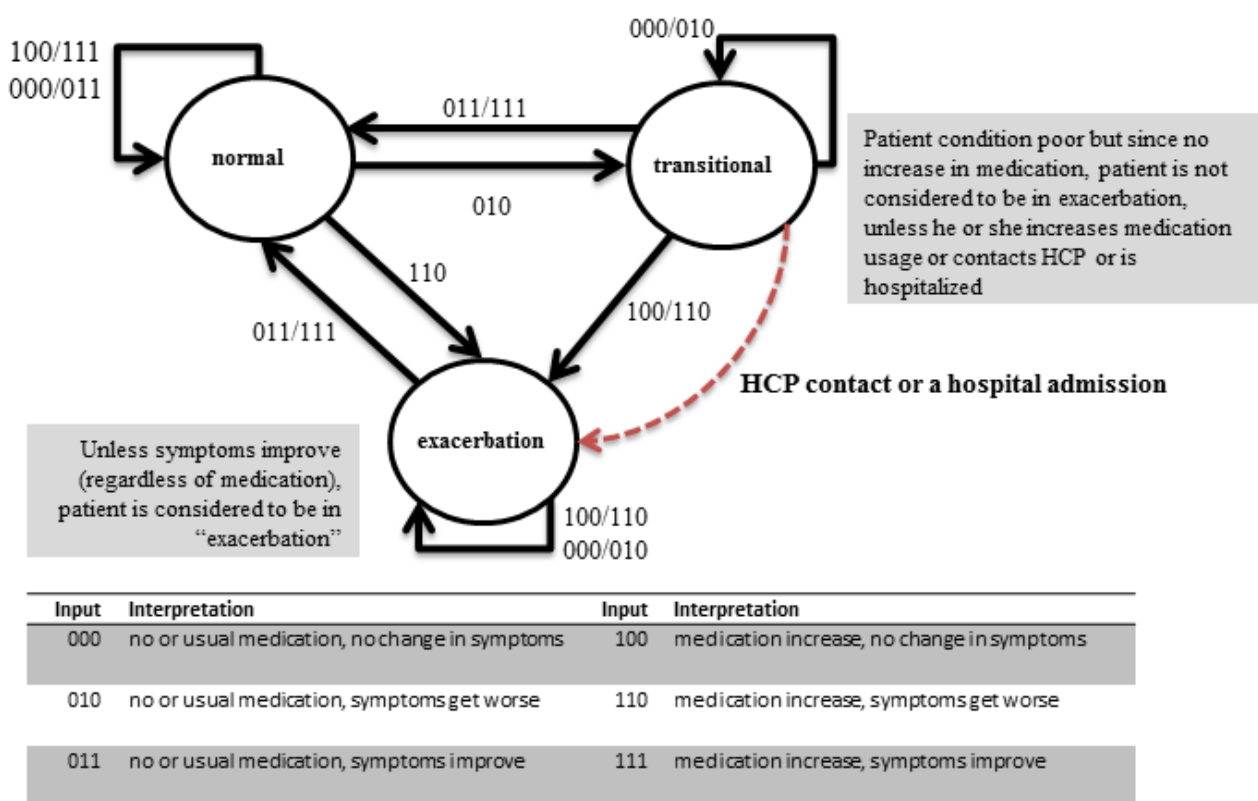 000/010
100/111
000/011
011/111
normal
transitional
010
Patient condition poor but since no
increase in medication, patient is not
considered to be in exacerbation,
unless he or she increases medication
usage or contacts HCP or is
hospitalized
110
100/110
011/111
HCP contact or a hospital admission
exacerbation
Unless symptoms improve
(regardless of medication),
patient is considered to be in
“exacerbation”
100/110
000/010
Input Interpretation Input Interpretation
000 no or usual medication, no change in symptoms 100 medication increase, no change in symptoms
010 no or usual medication, symptoms get worse 110 medication increase, symptoms get worse
011 no or usual medication, symptoms improve 111 medication increase, symptoms improve